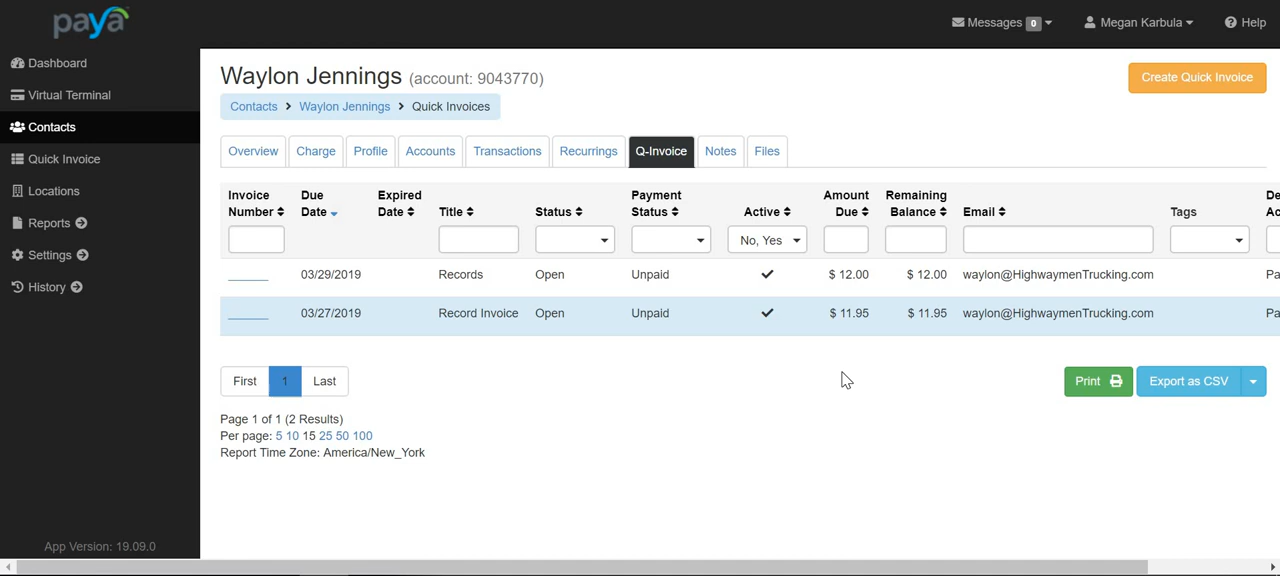 paya
Messages 0
Megan Karbula
Help
Dashboard
Virtual Terminal
Contacts
Quick Invoice
Locations
Reports
Settings
History
App Version: 19.09.0
Waylon Jennings (account: 9043770)
Create Quick Invoice
Contacts Waylon Jennings Quick Invoices
Overview Charge Profile Accounts Transactions Recurrings Q-Invoice Notes Files
Invoice Number
Due Date
Expired Date
Title
Status
Payment Status
Active
Amount Due
Remaining Balance
Email
Tags
De
Ac
No, Yes
03/29/2019 Records Open Unpaid $ 12.00 $ 12.00 waylon@HighwaymenTrucking.com Pa
03/27/2019 Record Invoice Open Unpaid $ 11.95 $ 11.95 waylon@HighwaymenTrucking.com Pa
First 1 Last
Print Export as CSV
Page 1 of 1 (2 Results)
Per page: 5 10 15 25 50 100
Report Time Zone: America/New_York